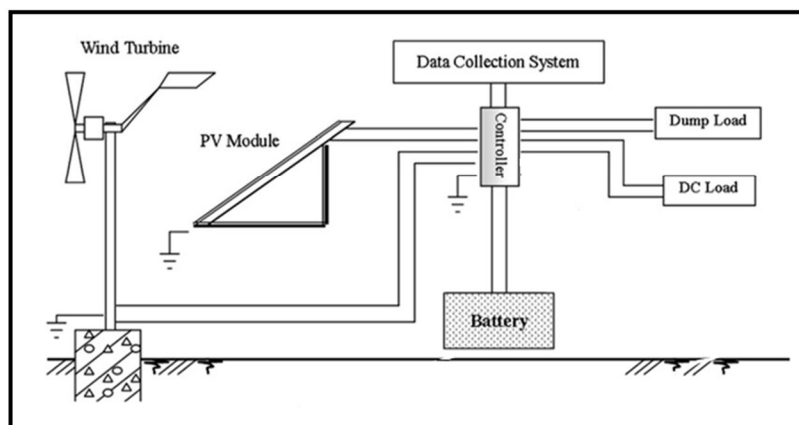 Wind Turbine
Data Collection System
PV Module
Controller
Dump Load
DC Load
Battery